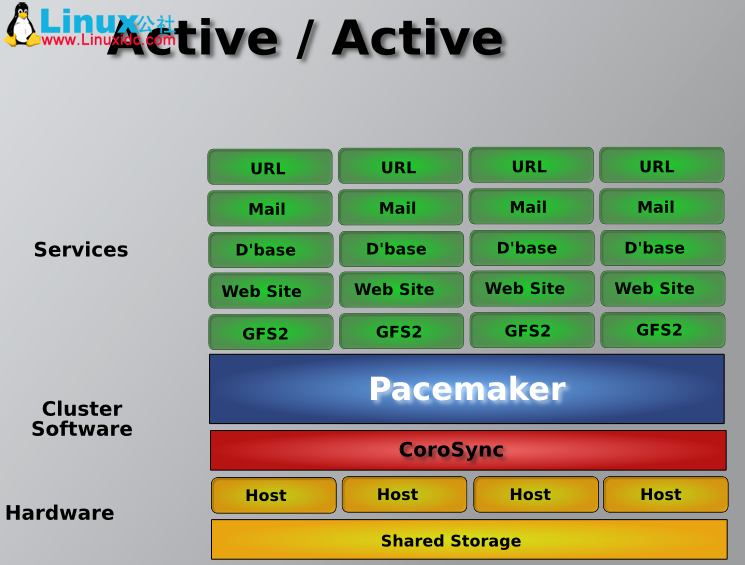 Linux公社
www.Linuxidc.com
Active / Active
URL URL URL URL
Mail Mail Mail Mail
Services
D'base D'base D'base D'base
Web Site Web Site Web Site Web Site
GFS2 GFS2 GFS2 GFS2
Pacemaker
Cluster
Software
CoroSync
Host Host Host Host
Hardware
Shared Storage